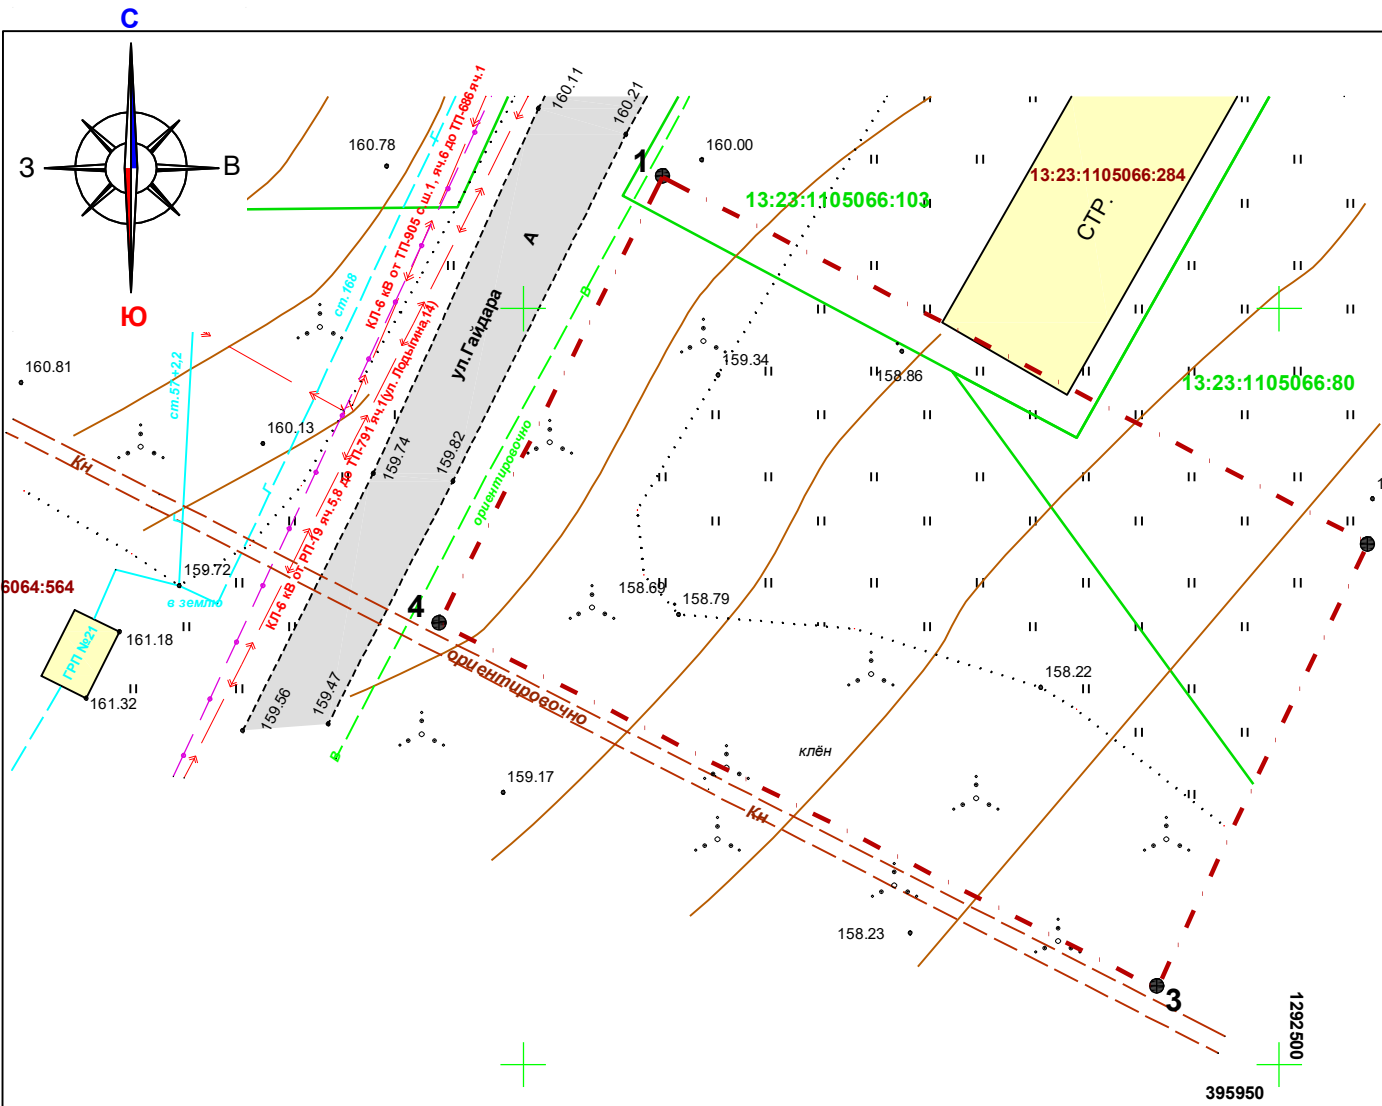 С
З
В
Ю
160.78
160.11
160.21
1
160.00
13:23:1105066:103
13:23:1105066:284
СТР.
А
ул.Гайдара
КЛ-6 кВ от ТП-905 с.ш.1, яч.6 до ТП-686 яч.1
КЛ-6 кВ от ГРП-19 яч.5,8 до ТП-791 яч.1(ул. Лодыгина,14)
ст.168
ст.57+2,2
Г
В
160.81
159.34
158.86
13:23:1105066:80
160.13
159.74
159.82
ориентировочно
Кн
Г
Г
159.72
в землю
6064:564
ГРП №21
161.18
161.32
4
158.69
158.79
ориентировочно
158.22
159.56
159.47
В
клён
159.17
Кн
158.23
3
1292500
395950